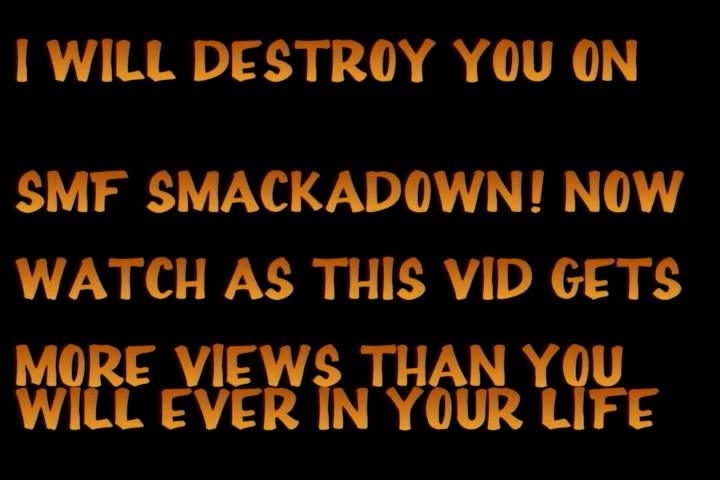 I WILL DESTROY YOU ON
SMF SMACKADOWN! NOW
WATCH AS THIS VID GETS
MORE VIEWS THAN YOU
WILL EVER IN YOUR LIFE